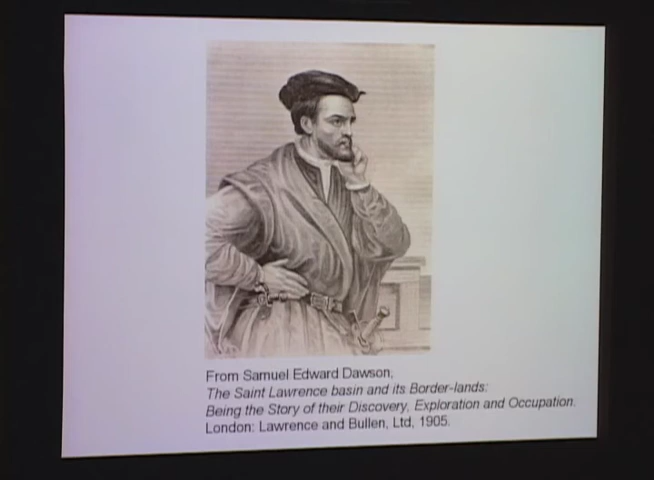 From Samuel Edward Dawson,
The Saint Lawrence basin and its Border-lands:
Being the Story of their Discovery, Exploration and Occupation.
London: Lawrence and Bullen, Ltd, 1905.